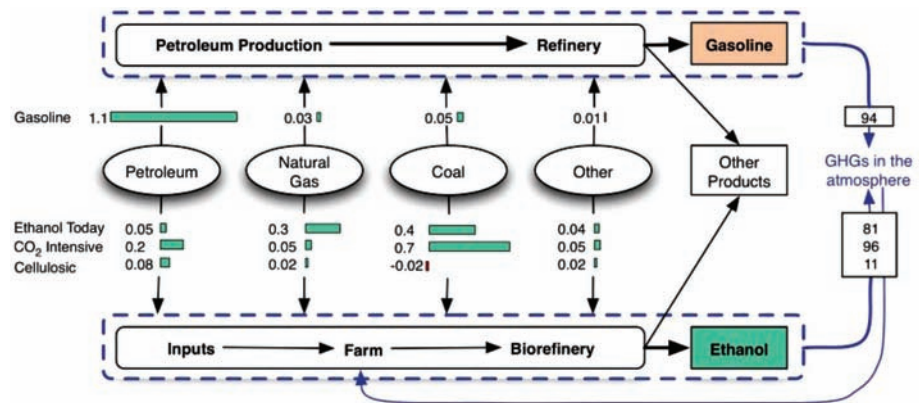 Petroleum Production
Refinery
Gasoline
Gasoline 1.1 0.03 0.05 0.01
94
Petroleum
Natural
Gas
Coal
Other
Other
Products
GHGs in the
atmosphere
Ethanol Today 0.05 0.3 0.4 0.04
CO₂ Intensive 0.2 0.05 0.7 0.05
Cellulosic 0.08 0.02 -0.02 0.02
81
96
11
Inputs
Farm
Biorefinery
Ethanol